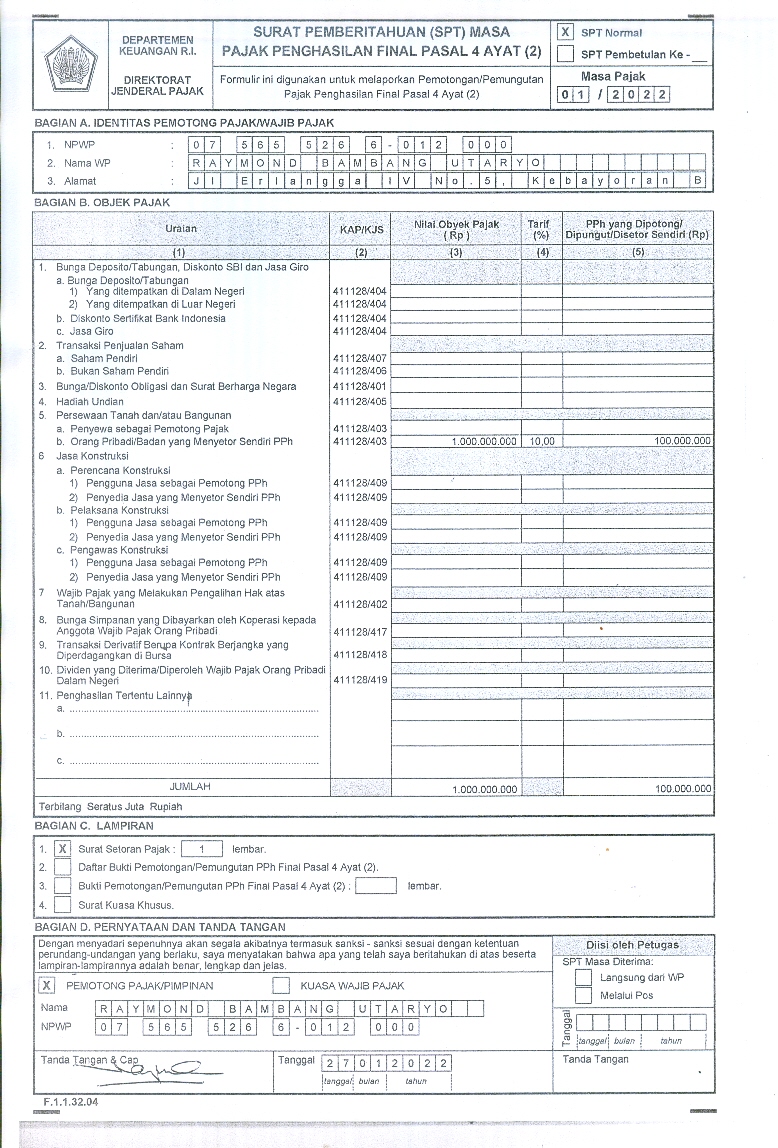 DEPARTEMEN
KEUANGAN R.I.
DIREKTORAT
JENDERAL PAJAK
SURAT PEMBERITAHUAN (SPT) MASA
PAJAK PENGHASILAN FINAL PASAL 4 AYAT (2)
Formulir ini digunakan untuk melaporkan Pemotongan/Pemungutan
Pajak Penghasilan Final Pasal 4 Ayat (2)
X SPT Normal
SPT Pembetulan Ke - __
Masa Pajak
01 / 2022
BAGIAN A. IDENTITAS PEMOTONG PAJAK/WAJIB PAJAK
1. NPWP : 07 565 526 6-012 000
2. Nama WP : RAYMOND BAMBANG UTARYO
3. Alamat : Jl Erlangga IV No.5, Kebayoran B
BAGIAN B. OBJEK PAJAK
Uraian KAP/KJS Nilai Obyek Pajak ( Rp ) Tarif (%) PPh yang Dipotong/ Dipungut/Disetor Sendiri (Rp)
(1) (2) (3) (4) (5)
1. Bunga Deposito/Tabungan, Diskonto SBI dan Jasa Giro
a. Bunga Deposito/Tabungan
1) Yang ditempatkan di Dalam Negeri 411128/404
2) Yang ditempatkan di Luar Negeri 411128/404
b. Diskonto Sertifikat Bank Indonesia 411128/404
c. Jasa Giro 411128/404
2. Transaksi Penjualan Saham
a. Saham Pendiri 411128/407
b. Bukan Saham Pendiri 411128/406
3. Bunga/Diskonto Obligasi dan Surat Berharga Negara 411128/401
4. Hadiah Undian 411128/405
5. Persewaan Tanah dan/atau Bangunan
a. Penyewa sebagai Pemotong Pajak 411128/403
b. Orang Pribadi/Badan yang Menyetor Sendiri PPh 411128/403 1.000.000.000 10,00 100.000.000
6 Jasa Konstruksi
a. Perencana Konstruksi
1) Pengguna Jasa sebagai Pemotong PPh 411128/409
2) Penyedia Jasa yang Menyetor Sendiri PPh 411128/409
b. Pelaksana Konstruksi
1) Pengguna Jasa sebagai Pemotong PPh 411128/409
2) Penyedia Jasa yang Menyetor Sendiri PPh 411128/409
c. Pengawas Konstruksi
1) Pengguna Jasa sebagai Pemotong PPh 411128/409
2) Penyedia Jasa yang Menyetor Sendiri PPh 411128/409
7 Wajib Pajak yang Melakukan Pengalihan Hak atas
Tanah/Bangunan 411128/402
8. Bunga Simpanan yang Dibayarkan oleh Koperasi kepada
Anggota Wajib Pajak Orang Pribadi 411128/417
9. Transaksi Derivatif Berupa Kontrak Berjangka yang
Diperdagangkan di Bursa 411128/418
10. Dividen yang Diterima/Diperoleh Wajib Pajak Orang Pribadi
Dalam Negeri 411128/419
11. Penghasilan Tertentu Lainnya
a. ..........
b. ..........
c. ..........
JUMLAH 1.000.000.000 100.000.000
Terbilang Seratus Juta Rupiah
BAGIAN C. LAMPIRAN
1. X Surat Setoran Pajak : 1 lembar.
2. Daftar Bukti Pemotongan/Pemungutan PPh Final Pasal 4 Ayat (2).
3. Bukti Pemotongan/Pemungutan PPh Final Pasal 4 Ayat (2) : lembar.
4. Surat Kuasa Khusus.
BAGIAN D. PERNYATAAN DAN TANDA TANGAN
Dengan menyadari sepenuhnya akan segala akibatnya termasuk sanksi - sanksi sesuai dengan ketentuan
perundang-undangan yang berlaku, saya menyatakan bahwa apa yang telah saya beritahukan di atas beserta
lampiran-lampirannya adalah benar, lengkap dan jelas.
X PEMOTONG PAJAK/PIMPINAN KUASA WAJIB PAJAK
Nama RAYMOND BAMBANG UTARYO
NPWP 07 565 526 6-012 000
Tanda Tangan & Cap
Tanggal 27012022
tanggal bulan tahun
Diisi oleh Petugas
SPT Masa Diterima:
Langsung dari WP
Melalui Pos
Tanggal
tanggal bulan tahun
Tanda Tangan
F.1.1.32.04